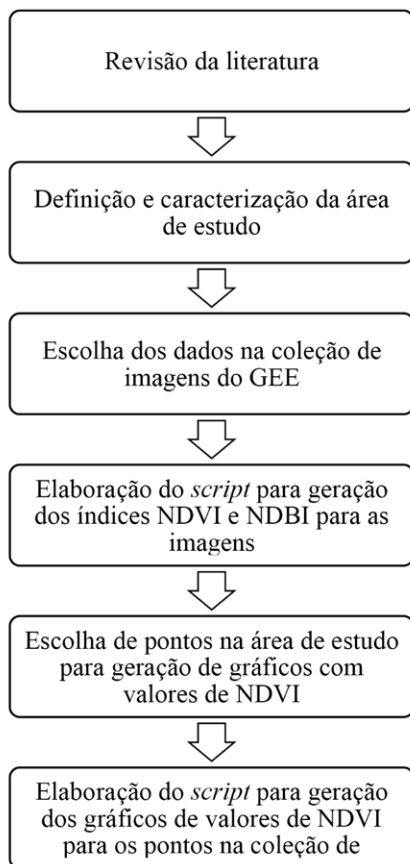 Revisão da literatura
Definição e caracterização da área
de estudo
Escolha dos dados na coleção de
imagens do GEE
Elaboração do script para geração
dos índices NDVI e NDBI para as
imagens
Escolha de pontos na área de estudo
para geração de gráficos com
valores de NDVI
Elaboração do script para geração
dos gráficos de valores de NDVI
para os pontos na coleção de